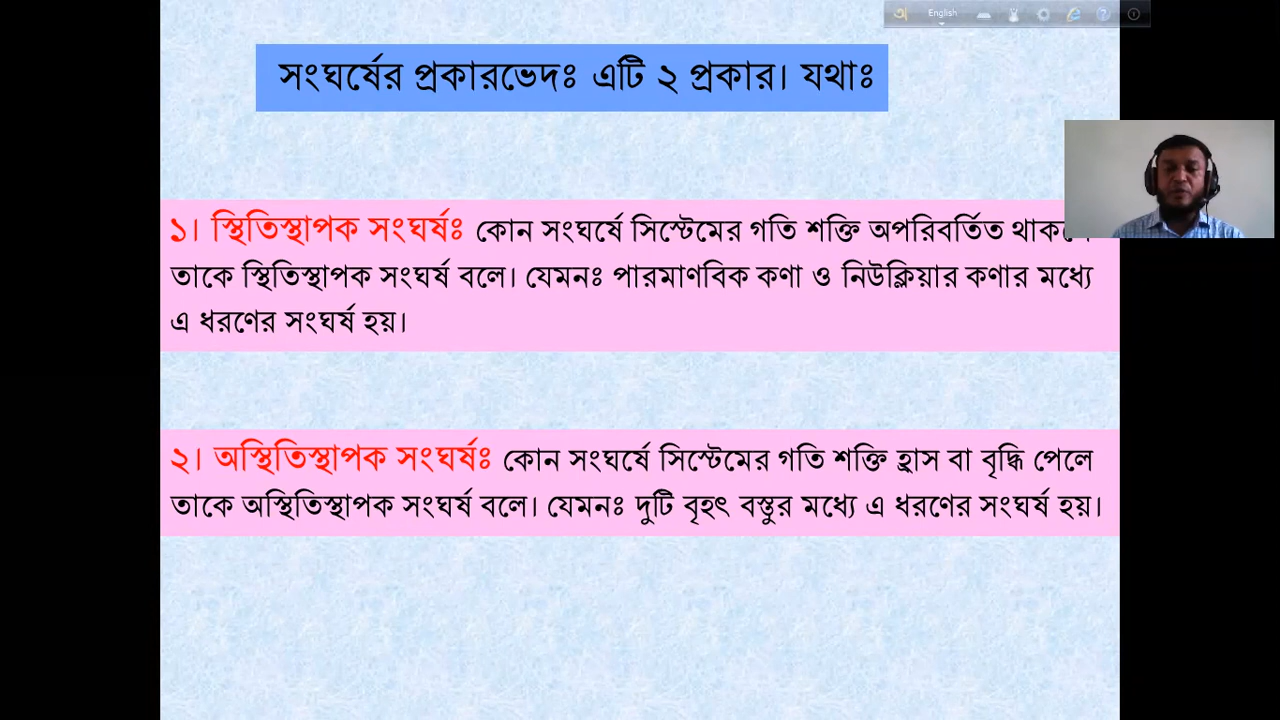 English
সংঘর্ষের প্রকারভেদঃ এটি ২ প্রকার। যথাঃ
১। স্থিতিস্থাপক সংঘর্ষঃ কোন সংঘর্ষে সিস্টেমের গতি শক্তি অপরিবর্তিত
তাকে স্থিতিস্থাপক সংঘর্ষ বলে। যেমনঃ পারমাণবিক কণা ও নিউক্লিয়ার কণার মধ্যে
এ ধরণের সংঘর্ষ হয়।
২। অস্থিতিস্থাপক সংঘর্ষঃ কোন সংঘর্ষে সিস্টেমের গতি শক্তি হ্রাস বা বৃদ্ধি পেলে
তাকে অস্থিতিস্থাপক সংঘর্ষ বলে। যেমনঃ দুটি বৃহৎ বস্তুর মধ্যে এ ধরণের সংঘর্ষ হয়।